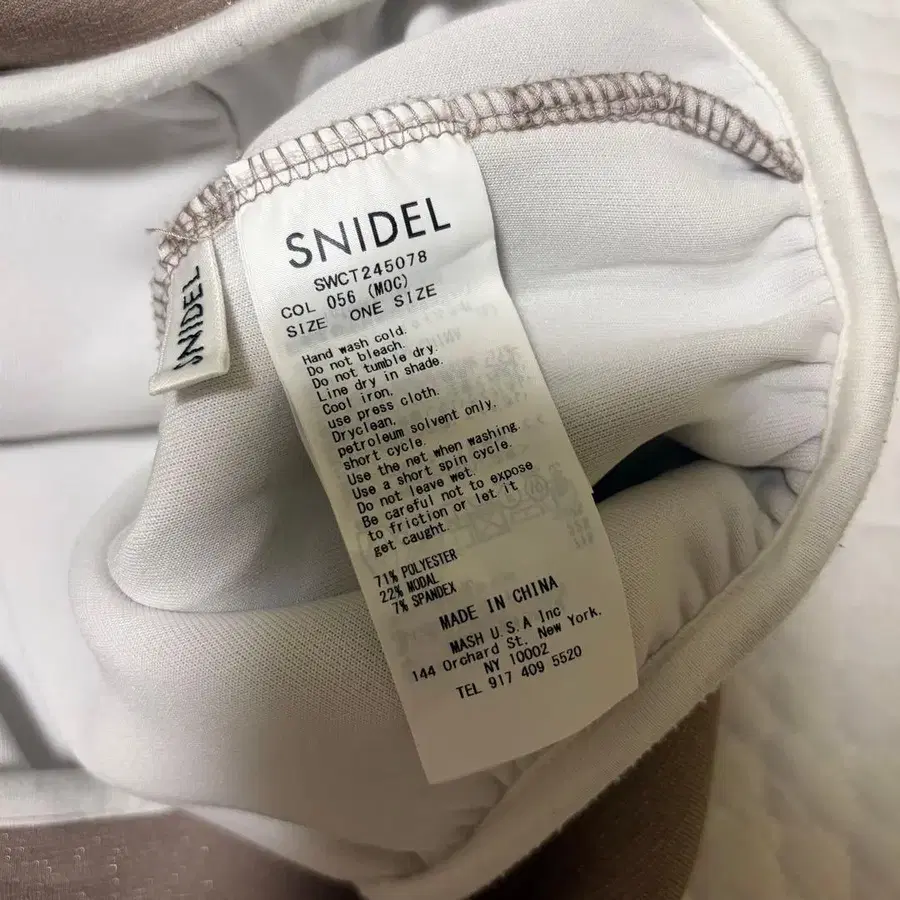 SNIDEL
SWCT245078
COL 056 (MOC)
SIZE ONE SIZE
Hand wash cold.
Do not bleach.
Do not tumble dry.
Line dry in shade.
Cool iron.
use press cloth.
Dryclean,
petroleum solvent only,
short cycle.
Use the net when washing.
Use a short spin cycle.
Do not leave wet.
Be careful not to expose
to friction or let it
get caught.
71% POLYESTER
22% MODAL
7% SPANDEX
MADE IN CHINA
MASH U.S.A Inc
144 Orchard St. New York.
NY 10002
TEL 917 409 5520
SNIDEL